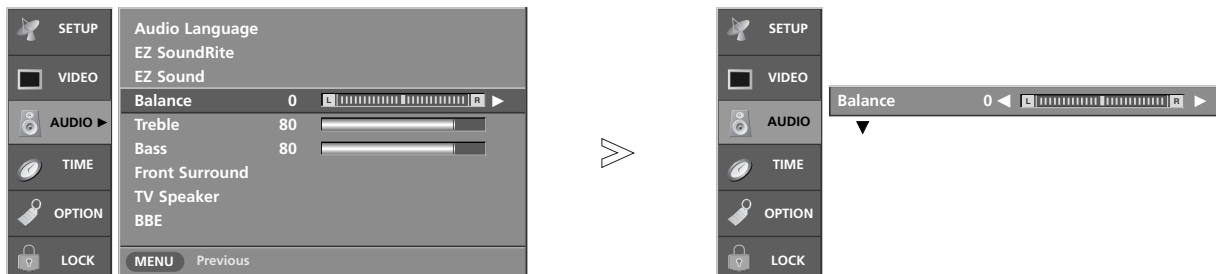 SETUP
VIDEO
AUDIO ►
TIME
OPTION
LOCK
Audio Language
EZ SoundRite
EZ Sound
Balance 0 L R ►
Treble 80
Bass 80
Front Surround
TV Speaker
BBE
MENU Previous
SETUP
VIDEO
AUDIO
TIME
OPTION
LOCK
Balance 0 ◄ L R ►
▼